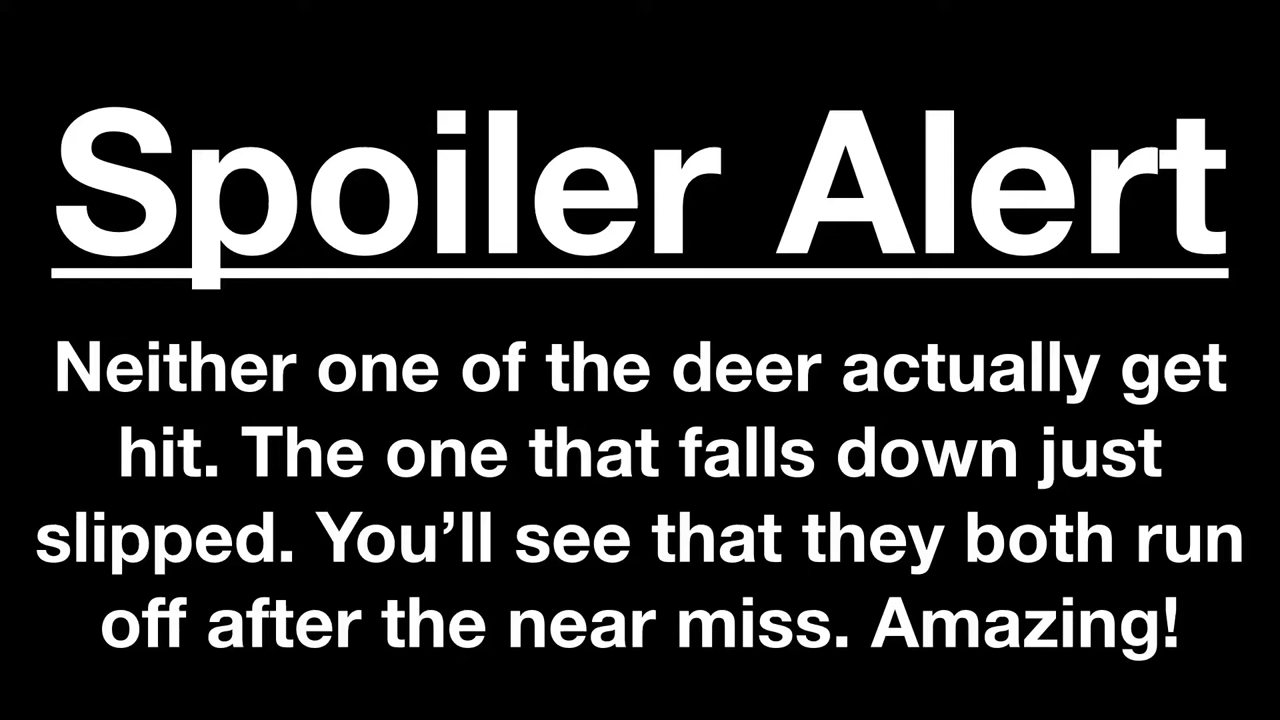 Spoiler Alert
Neither one of the deer actually get
hit. The one that falls down just
slipped. You’ll see that they both run
off after the near miss. Amazing!